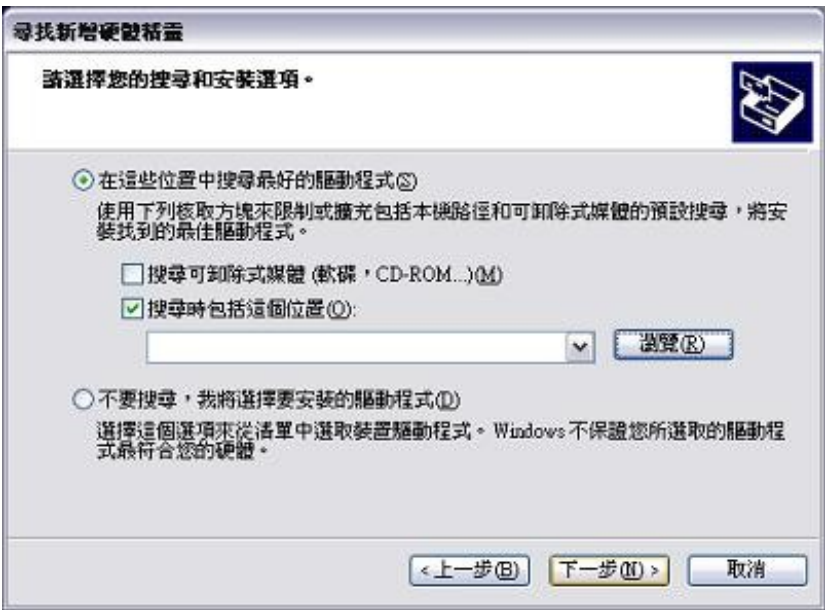 尋找新增硬體精靈
請選擇您的搜尋和安裝選項。
在這些位置中搜尋最好的驅動程式(S)
使用下列核取方塊來限制或擴充包括本機路徑和可卸除式媒體的預設搜尋，將安
裝找到的最佳驅動程式。
搜尋可卸除式媒體 (軟碟，CD-ROM...)(M)
搜尋時包括這個位置(O):
瀏覽(R)
不要搜尋，我將選擇要安裝的驅動程式(D)
選擇這個選項來從清單中選取裝置驅動程式。Windows 不保證您所選取的驅動程
式最符合您的硬體。
<上一步(B) 下一步(N)> 取消